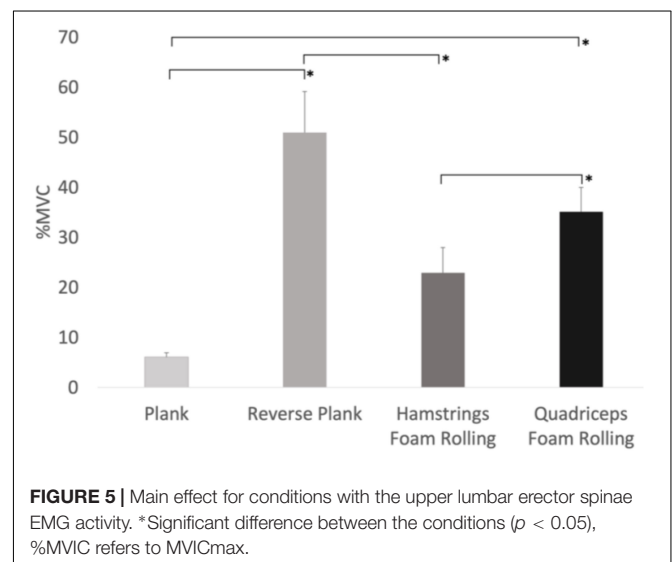 70
60
50
40
30
20
10
0
%MVC
*
*
*
*
Plank
Reverse Plank
Hamstrings
Foam Rolling
Quadriceps
Foam Rolling
FIGURE 5 | Main effect for conditions with the upper lumbar erector spinae
EMG activity. *Significant difference between the conditions (p < 0.05),
%MVIC refers to MVICmax.